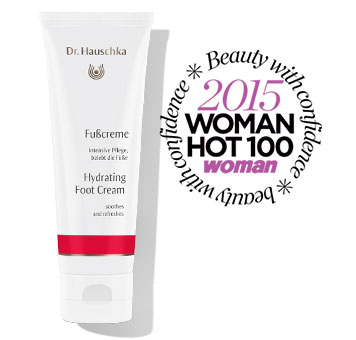 Dr. Hauschka
Fußcreme
Intensive Pflege,
belebt die Füße
Hydrating
Foot Cream
soothes
and refreshes
Beauty with confidence * beauty with confidence *
2015
WOMAN
HOT 100
woman